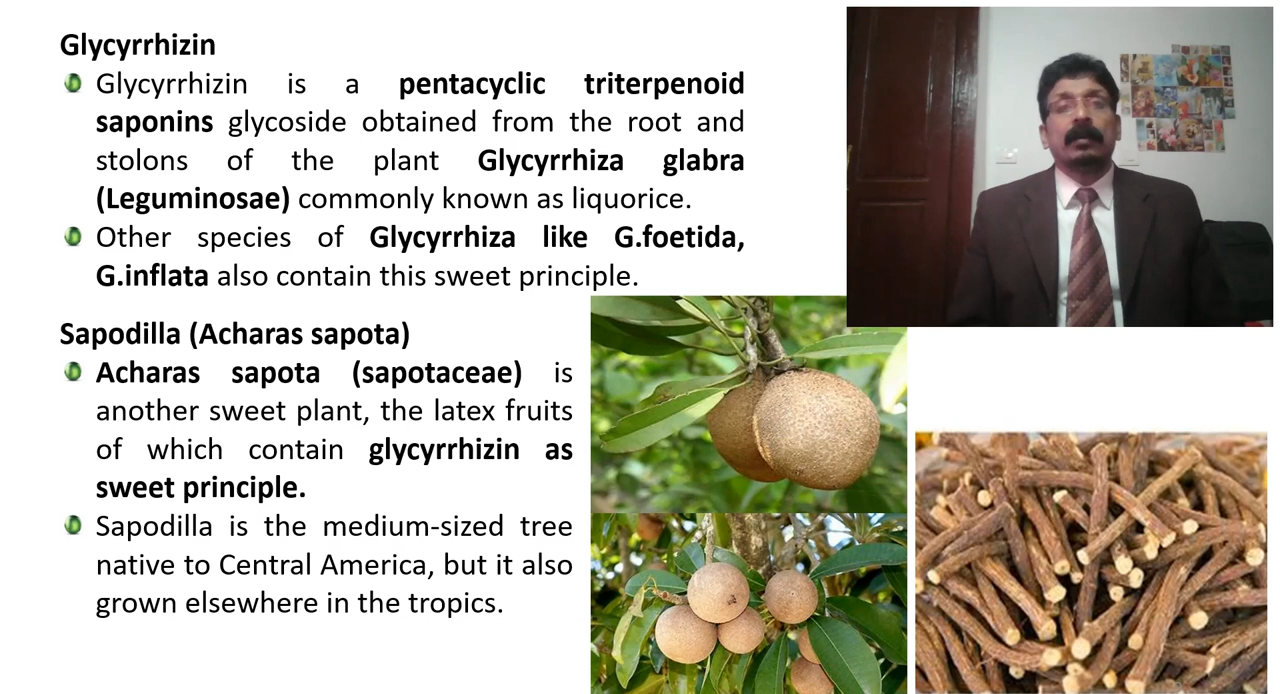 Glycyrrhizin
Glycyrrhizin is a pentacyclic triterpenoid
saponins glycoside obtained from the root and
stolons of the plant Glycyrrhiza glabra
(Leguminosae) commonly known as liquorice.
Other species of Glycyrrhiza like G.foetida,
G.inflata also contain this sweet principle.
Sapodilla (Acharas sapota)
Acharas sapota (sapotaceae) is
another sweet plant, the latex fruits
of which contain glycyrrhizin as
sweet principle.
Sapodilla is the medium-sized tree
native to Central America, but it also
grown elsewhere in the tropics.